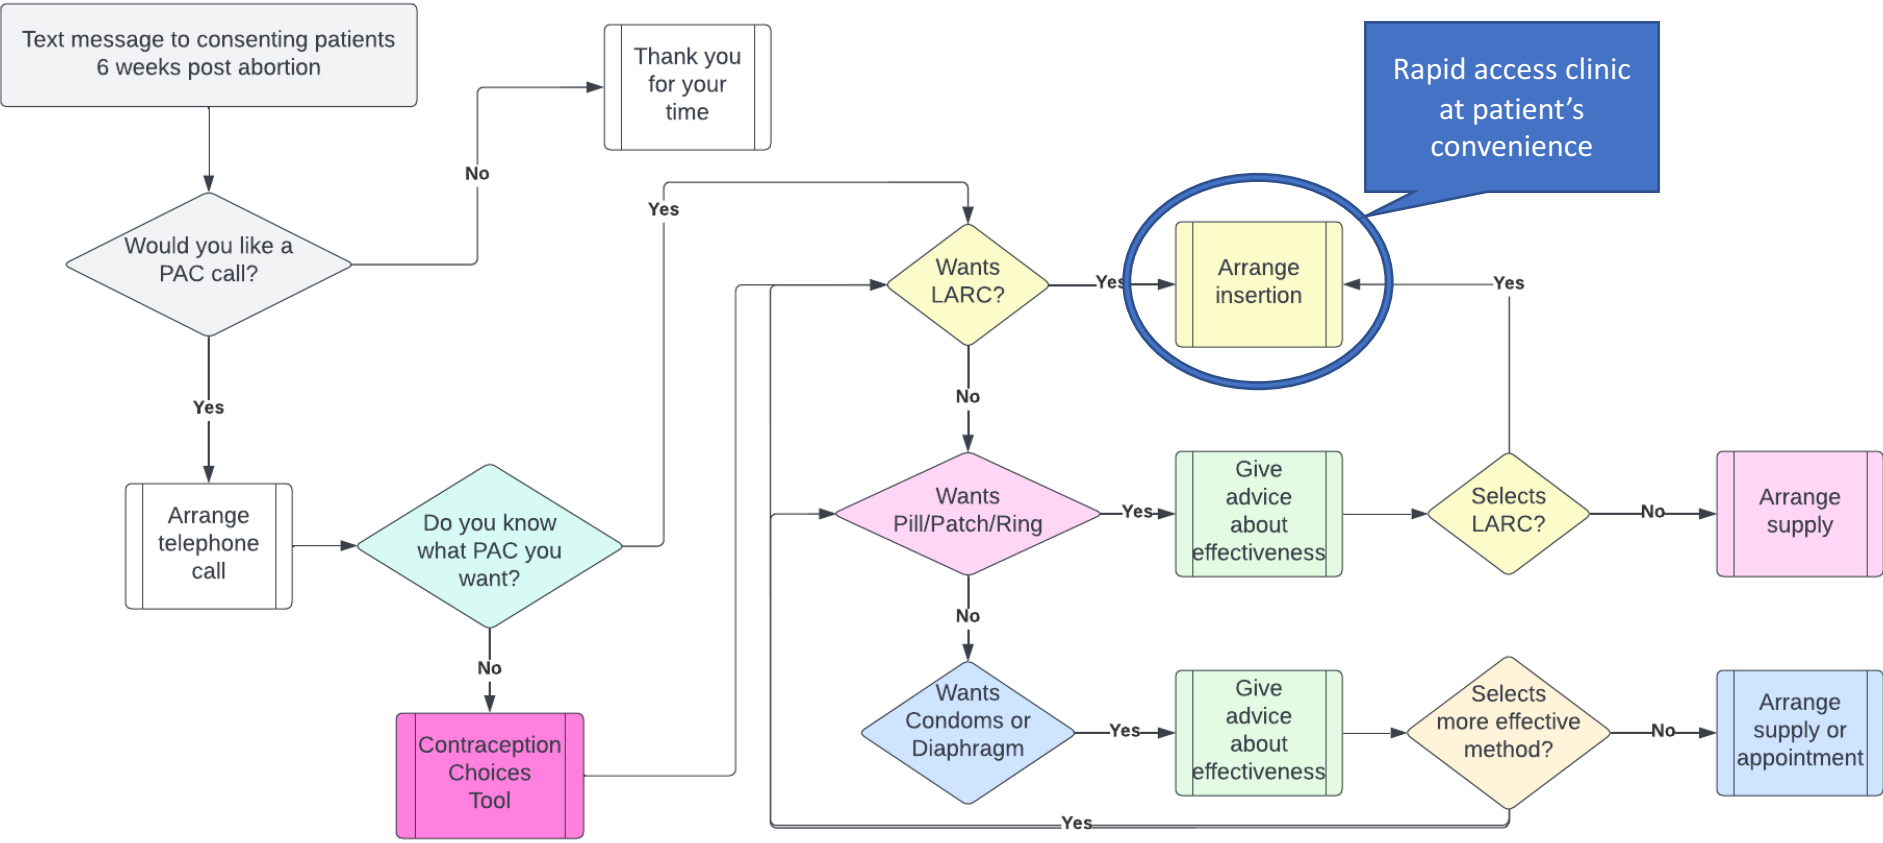 Text message to consenting patients
6 weeks post abortion
Thank you
for your
time
Rapid access clinic
at patient’s
convenience
No
Would you like a
PAC call?
Yes
Yes
Wants
LARC?
Yes
Arrange
insertion
Yes
No
Arrange
telephone
call
Do you know
what PAC you
want?
Wants
Pill/Patch/Ring
Yes
Give
advice
about
effectiveness
Selects
LARC?
No
Arrange
supply
No
No
Contraception
Choices
Tool
Wants
Condoms or
Diaphragm
Yes
Give
advice
about
effectiveness
Selects
more effective
method?
No
Arrange
supply or
appointment
Yes